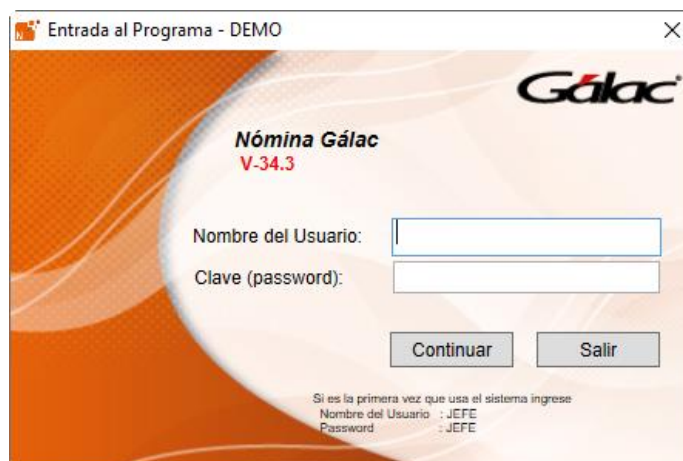 Entrada al Programa - DEMO
Gálac
Nómina Gálac
V-34.3
Nombre del Usuario:
Clave (password):
Continuar Salir
Si es la primera vez que usa el sistema ingrese
Nombre del Usuario : JEFE
Password : JEFE